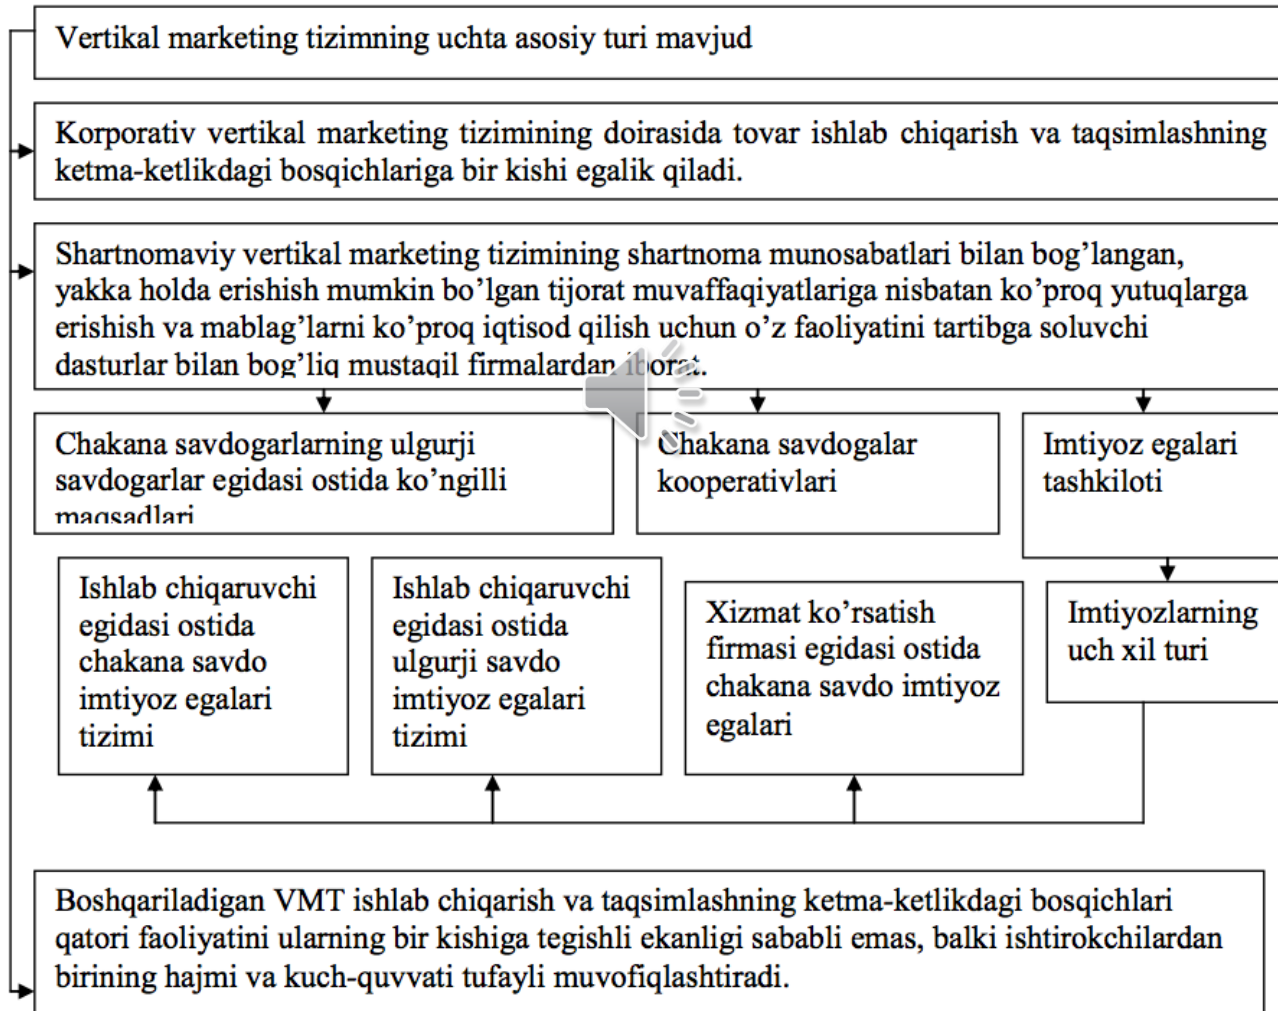 Vertikal marketing tizimning uchta asosiy turi mavjud
Korporativ vertikal marketing tizimining doirasida tovar ishlab chiqarish va taqsimlashning
ketma-ketlikdagi bosqichlariga bir kishi egalik qiladi.
Shartnomaviy vertikal marketing tizimining shartnoma munosabatlari bilan bog’langan,
yakka holda erishish mumkin bo’lgan tijorat muvaffaqiyatlariga nisbatan ko’proq yutuqlarga
erishish va mablag’larni ko’proq iqtisod qilish uchun o’z faoliyatini tartibga soluvchi
dasturlar bilan bog’liq mustaqil firmalardan iborat.
Chakana savdogarlarning ulgurji
savdogarlar egidasi ostida ko’ngilli
maqsadlari
Chakana savdogalar
kooperativlari
Imtiyoz egalari
tashkiloti
Ishlab chiqaruvchi
egidasi ostida
chakana savdo
imtiyoz egalari
tizimi
Ishlab chiqaruvchi
egidasi ostida
ulgurji savdo
imtiyoz egalari
tizimi
Xizmat ko’rsatish
firmasi egidasi ostida
chakana savdo imtiyoz
egalari
Imtiyozlarning
uch xil turi
Boshqariladigan VMT ishlab chiqarish va taqsimlashning ketma-ketlikdagi bosqichlari
qatori faoliyatini ularning bir kishiga tegishli ekanligi sababli emas, balki ishtirokchilardan
birining hajmi va kuch-quvvati tufayli muvofiqlashtiradi.